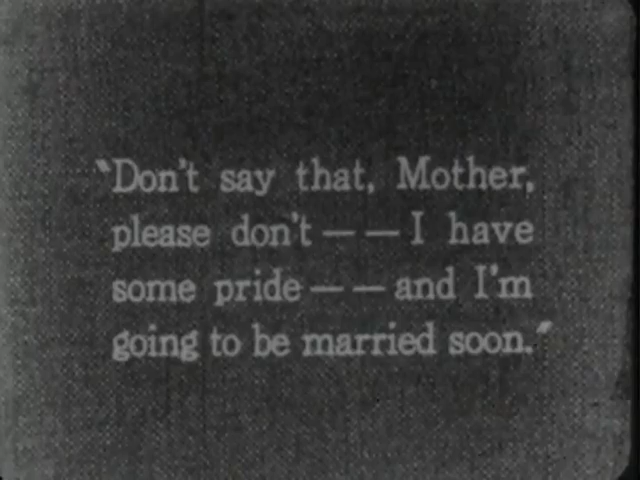 "Don't say that, Mother,
please don't — — I have
some pride — — and I'm
going to be married soon."